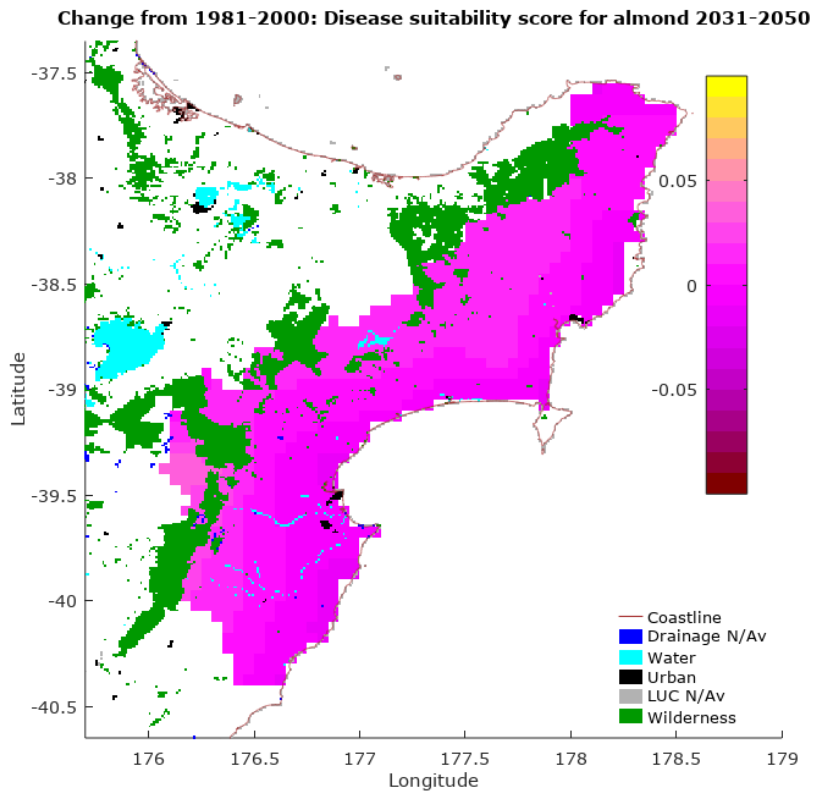 Change from 1981-2000: Disease suitability score for almond 2031-2050
-37.5
-38
-38.5
-39
-39.5
-40
-40.5
Latitude
176
176.5
177
177.5
178
178.5
179
Longitude
0.05
0
-0.05
Coastline
Drainage N/Av
Water
Urban
LUC N/Av
Wilderness